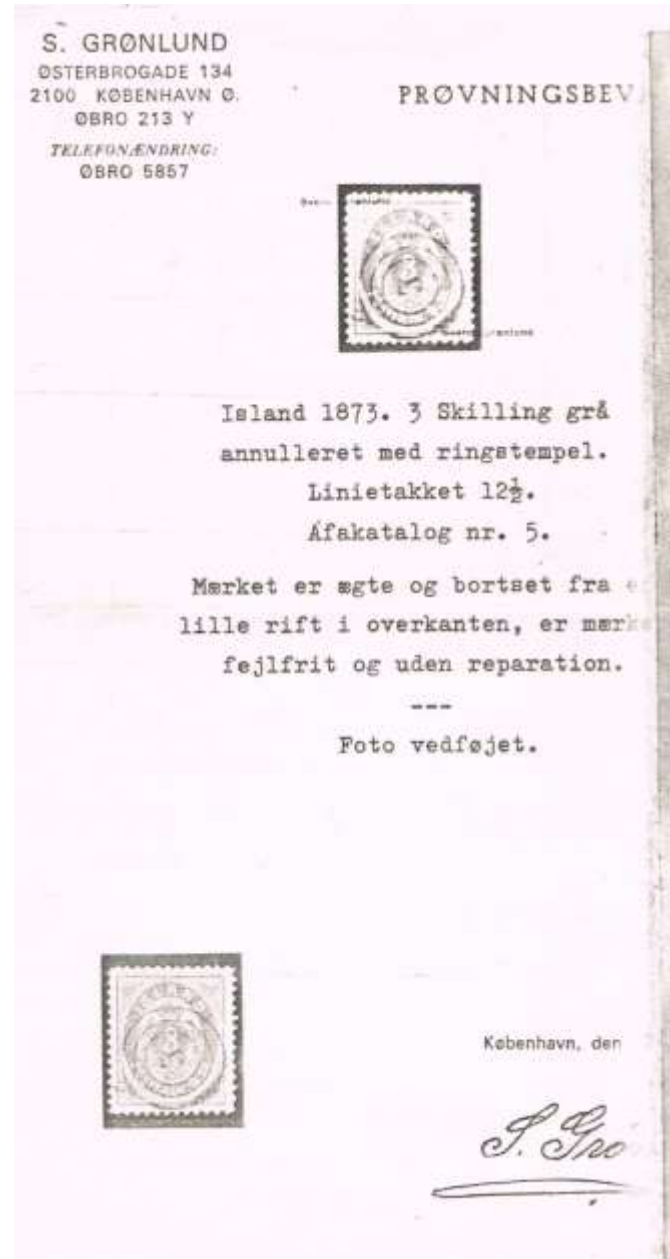 S. GRØNLUND
ØSTERBROGADE 134
2100 KØBENHAVN Ø.
ØBRO 213 Y
TELEFONÆNDRING:
ØBRO 5857
PRØVNINGSBEV
Island 1873. 3 Skilling grå
annulleret med ringstempel.
Linietakket 12½.
Afakatalog nr. 5.
Mærket er ægte og bortset fra
lille rift i overkanten, er mærke
fejlfrit og uden reparation.
---
Foto vedføjet.
København, den
S. Grø